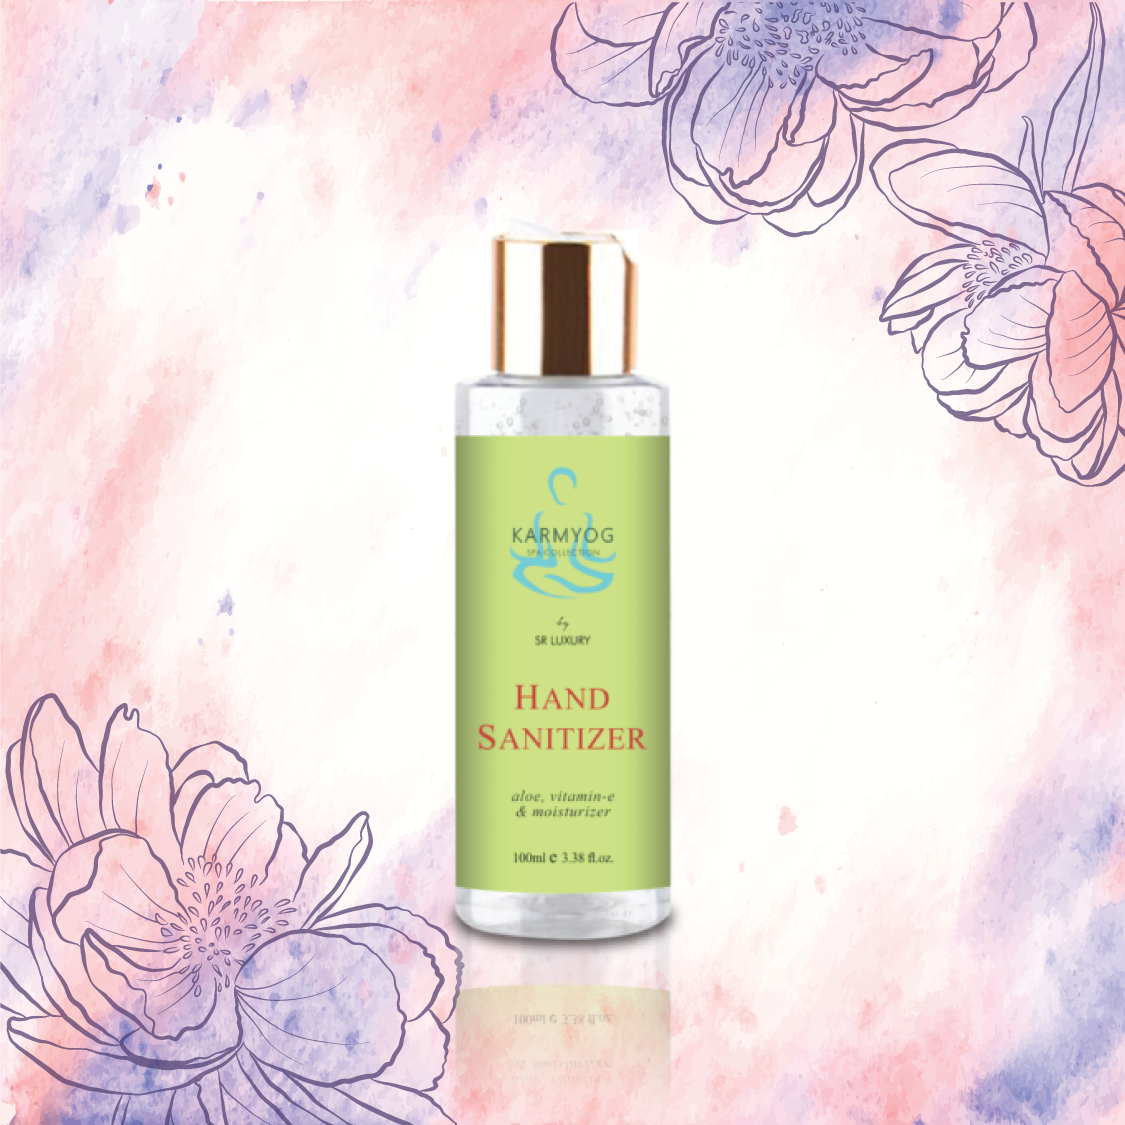 KARMYOG
SPA COLLECTION
by
SR LUXURY
HAND
SANITIZER
aloe, vitamin-e
& moisturizer
100ml e 3.38 fl.oz.